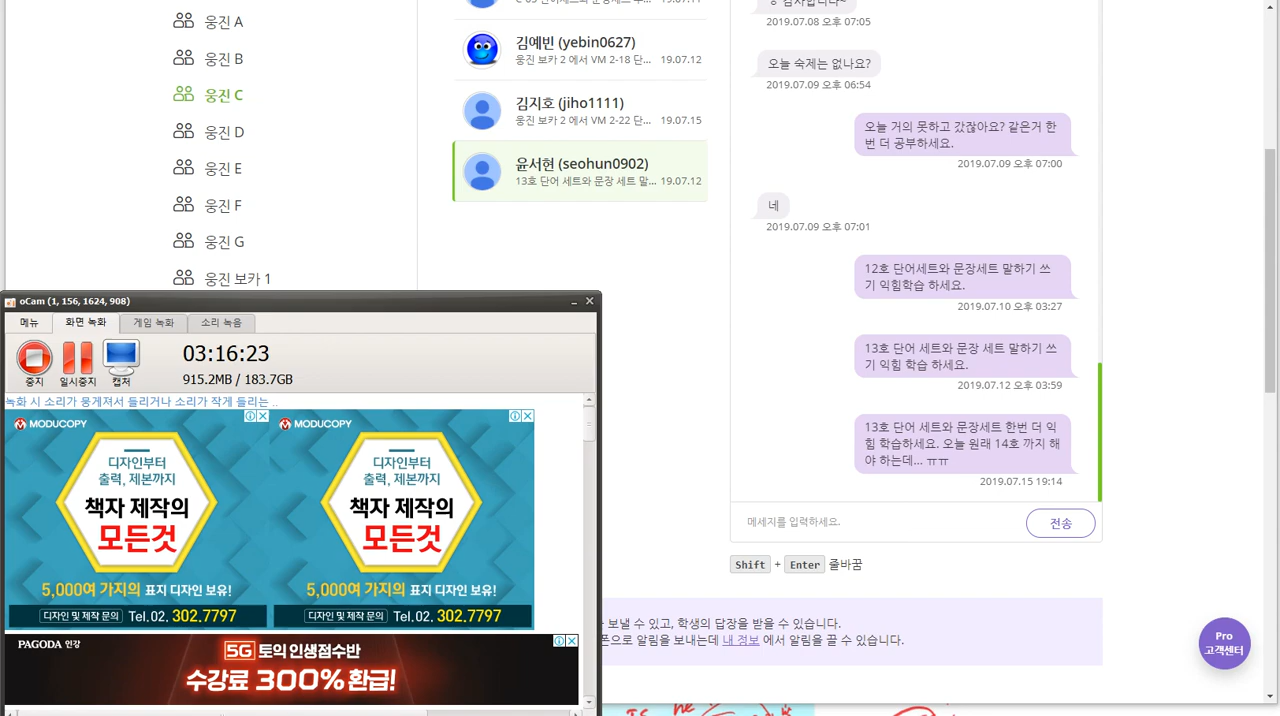 웅진 A
웅진 B
웅진 C
웅진 D
웅진 E
웅진 F
웅진 G
웅진 보카 1
19.07.11
김예빈 (yebin0627)
웅진 보카 2 에서 VM 2-18 단... 19.07.12
김지호 (jiho1111)
웅진 보카 2 에서 VM 2-22 단... 19.07.15
윤서현 (seohun0902)
13호 단어 세트와 문장 세트 말... 19.07.12
감사합니다~
2019.07.08 오후 07:05
오늘 숙제는 없나요?
2019.07.09 오후 06:54
오늘 거의 못하고 갔잖아요? 같은거 한
번 더 공부하세요.
2019.07.09 오후 07:00
네
2019.07.09 오후 07:01
12호 단어세트와 문장세트 말하기 쓰
기 익힘학습 하세요.
2019.07.10 오후 03:27
13호 단어 세트와 문장 세트 말하기 쓰
기 익힘 학습 하세요.
2019.07.12 오후 03:59
13호 단어 세트와 문장세트 한번 더 익
힘 학습하세요. 오늘 원래 14호 까지 해
야 하는데... ㅠㅠ
2019.07.15 19:14
메세지를 입력하세요.
전송
Shift + Enter 줄바꿈
보낼 수 있고, 학생의 답장을 받을 수 있습니다.
폰으로 알림을 보내는데 내 정보 에서 알림을 끌 수 있습니다.
Pro
고객센터
oCam (1, 156, 1624, 908)
메뉴 화면 녹화 게임 녹화 소리 녹음
중지 일시중지 캡처
03:16:23
915.2MB / 183.7GB
녹화 시 소리가 뭉게져서 들리거나 소리가 작게 들리는 ..
MODUCOPY
디자인부터
출력, 제본까지
책자 제작의
모든것
5,000여 가지의 표지 디자인 보유!
디자인 및 제작 문의 Tel.02. 302.7797
MODUCOPY
디자인부터
출력, 제본까지
책자 제작의
모든것
5,000여 가지의 표지 디자인 보유!
디자인 및 제작 문의 Tel.02. 302.7797
PAGODA 인강
5G 토익 인생점수반
수강료 300% 환급!